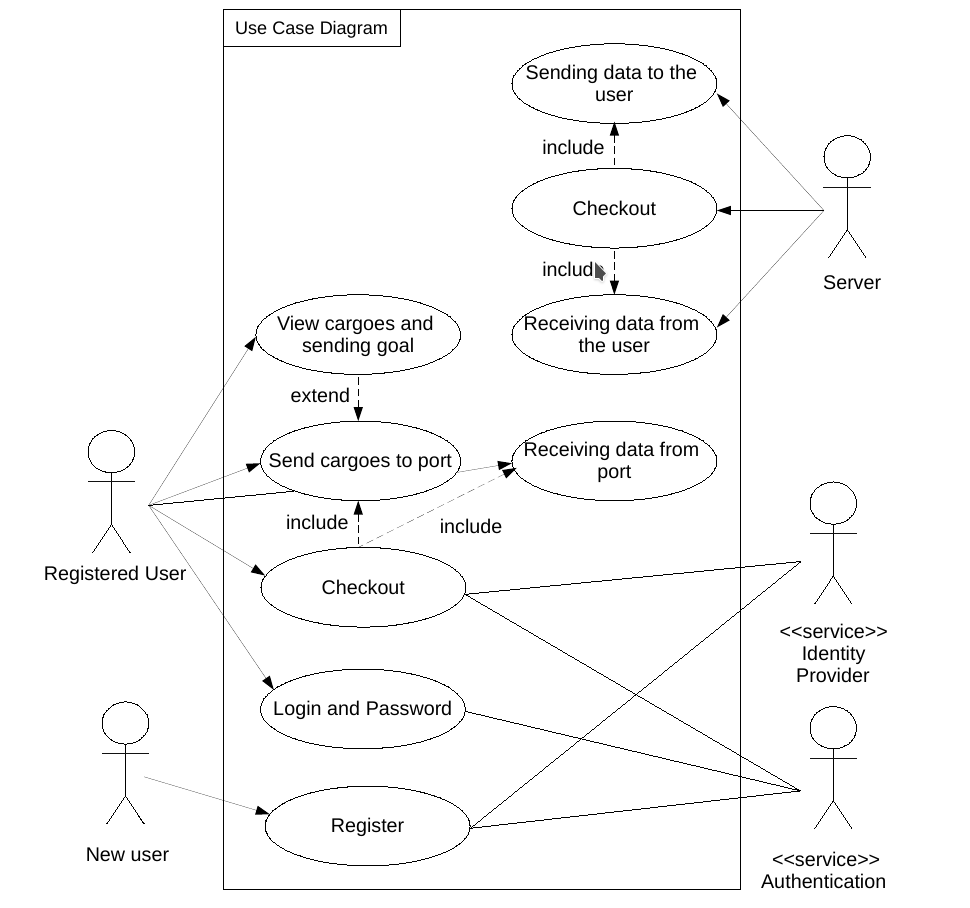 Use Case Diagram
Sending data to the
user
include
Checkout
include
Server
View cargoes and
sending goal
Receiving data from
the user
extend
Send cargoes to port
Receiving data from
port
include
include
Registered User
Checkout
<<service>>
Identity
Provider
Login and Password
Register
New user
<<service>>
Authentication